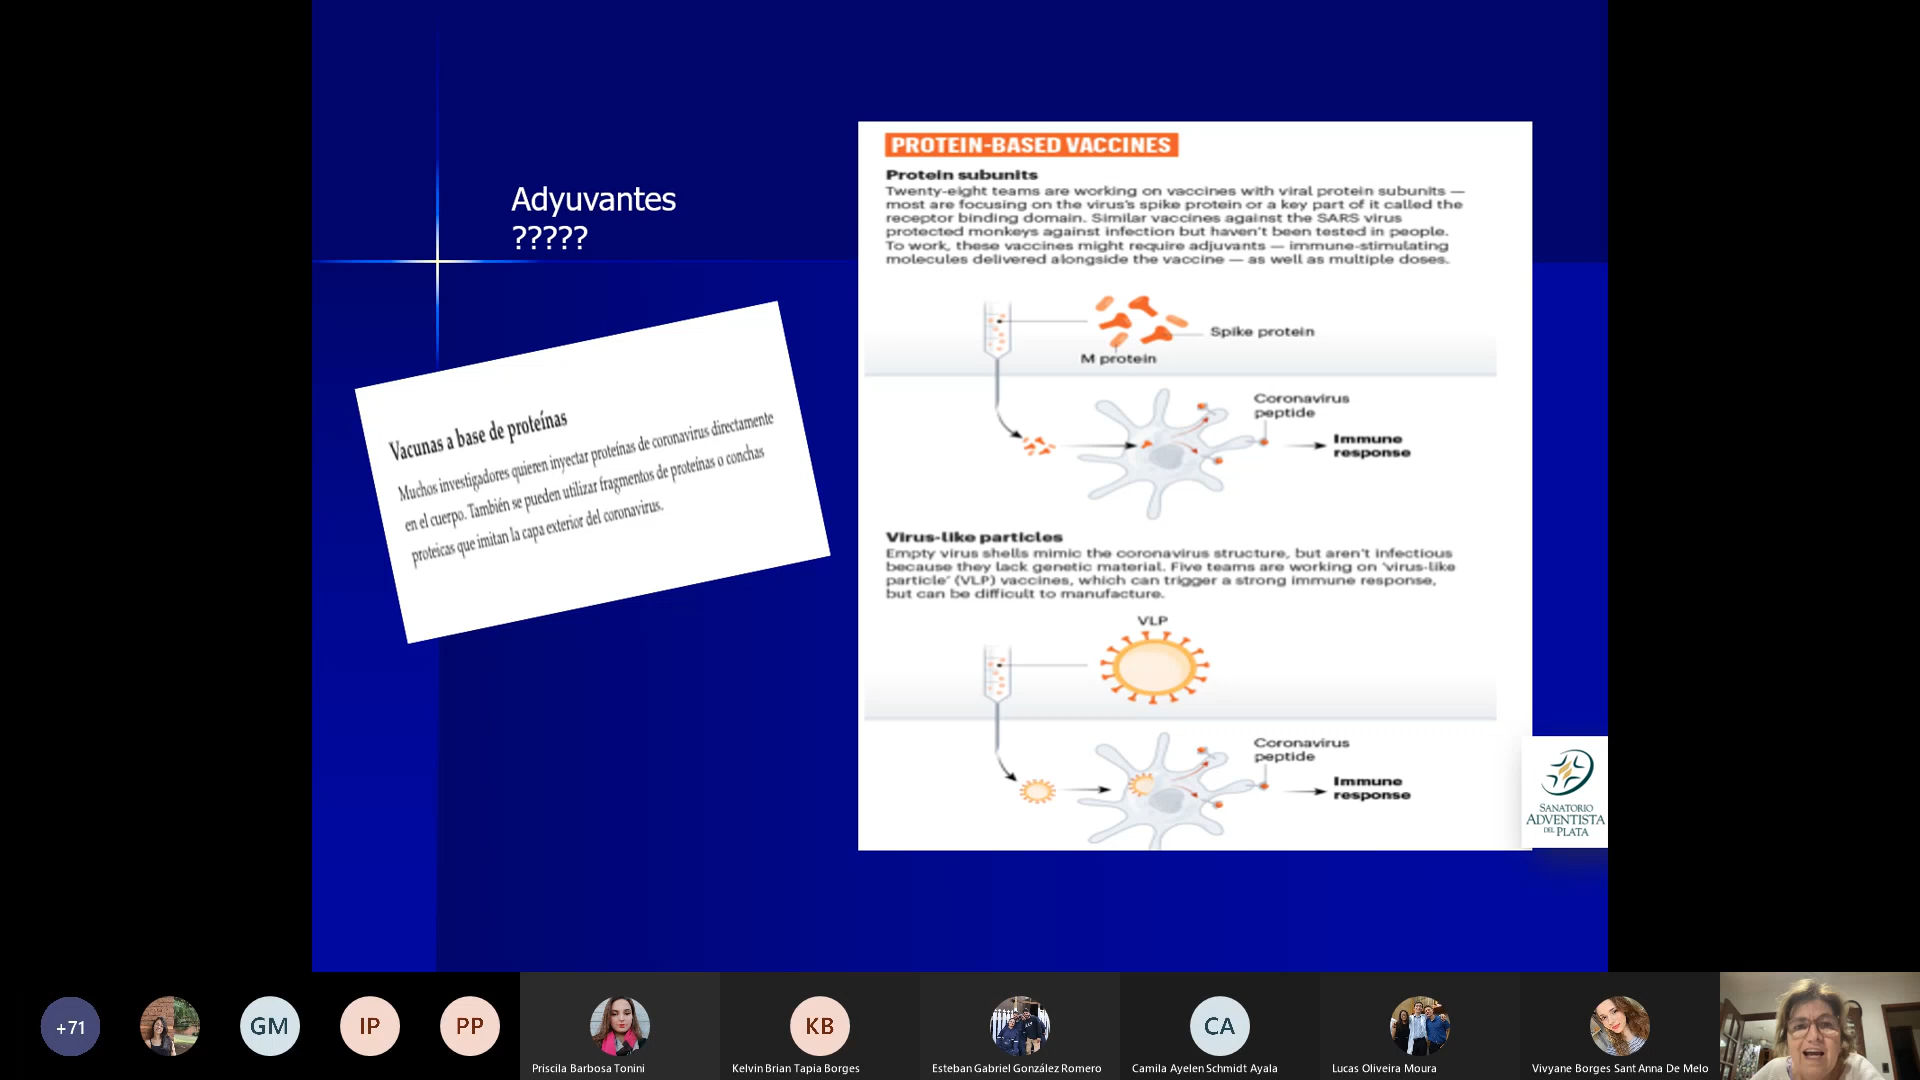 Adyuvantes
?????
Vacunas a base de proteínas
Muchos investigadores quieren inyectar proteínas de coronavirus directamente
en el cuerpo. También se pueden utilizar fragmentos de proteínas o conchas
proteicas que imitan la capa exterior del coronavirus.
PROTEIN-BASED VACCINES
Protein subunits
Twenty-eight teams are working on vaccines with viral protein subunits —
most are focusing on the virus's spike protein or a key part of it called the
receptor binding domain. Similar vaccines against the SARS virus
protected monkeys against infection but haven't been tested in people.
To work, these vaccines might require adjuvants — immune-stimulating
molecules delivered alongside the vaccine — as well as multiple doses.
Spike protein
M protein
Coronavirus
peptide
Immune
response
Virus-like particles
Empty virus shells mimic the coronavirus structure, but aren't infectious
because they lack genetic material. Five teams are working on 'virus-like
particle' (VLP) vaccines, which can trigger a strong immune response,
but can be difficult to manufacture.
VLP
Coronavirus
peptide
Immune
response
SANATORIO
ADVENTISTA
DEL PLATA
+71
GM
IP
PP
KB
CA
Priscila Barbosa Tonini
Kelvin Brian Tapia Borges
Esteban Gabriel González Romero
Camila Ayelen Schmidt Ayala
Lucas Oliveira Moura
Vivyane Borges Sant Anna De Melo